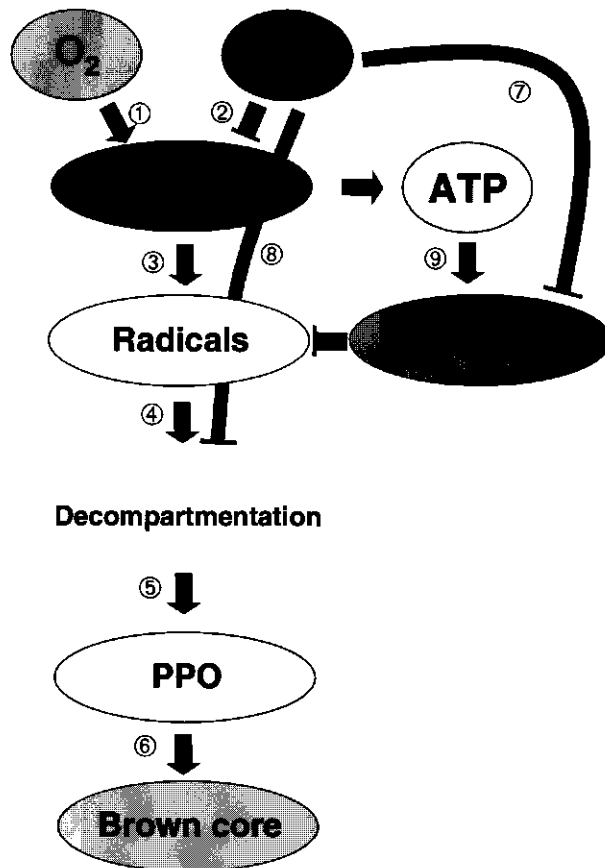 O₂
①
②
⑦
ATP
③
⑧
⑨
Radicals
④
Decompartmentation
⑤
PPO
⑥
Brown core